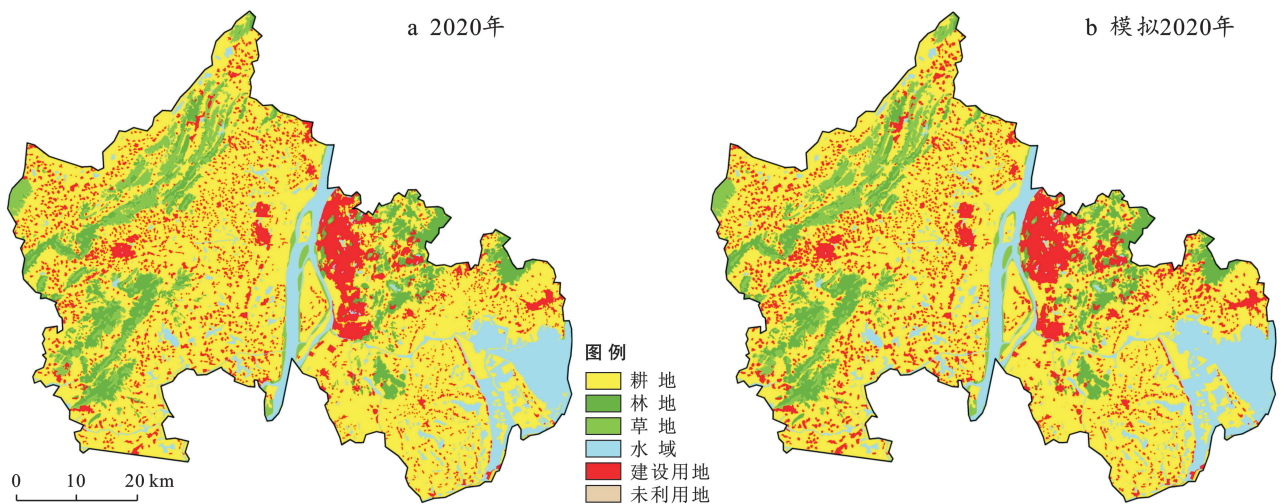 a 2020年
b 模拟2020年
图例
耕地
林地
草地
水域
建设用地
未利用地
0 10 20 km